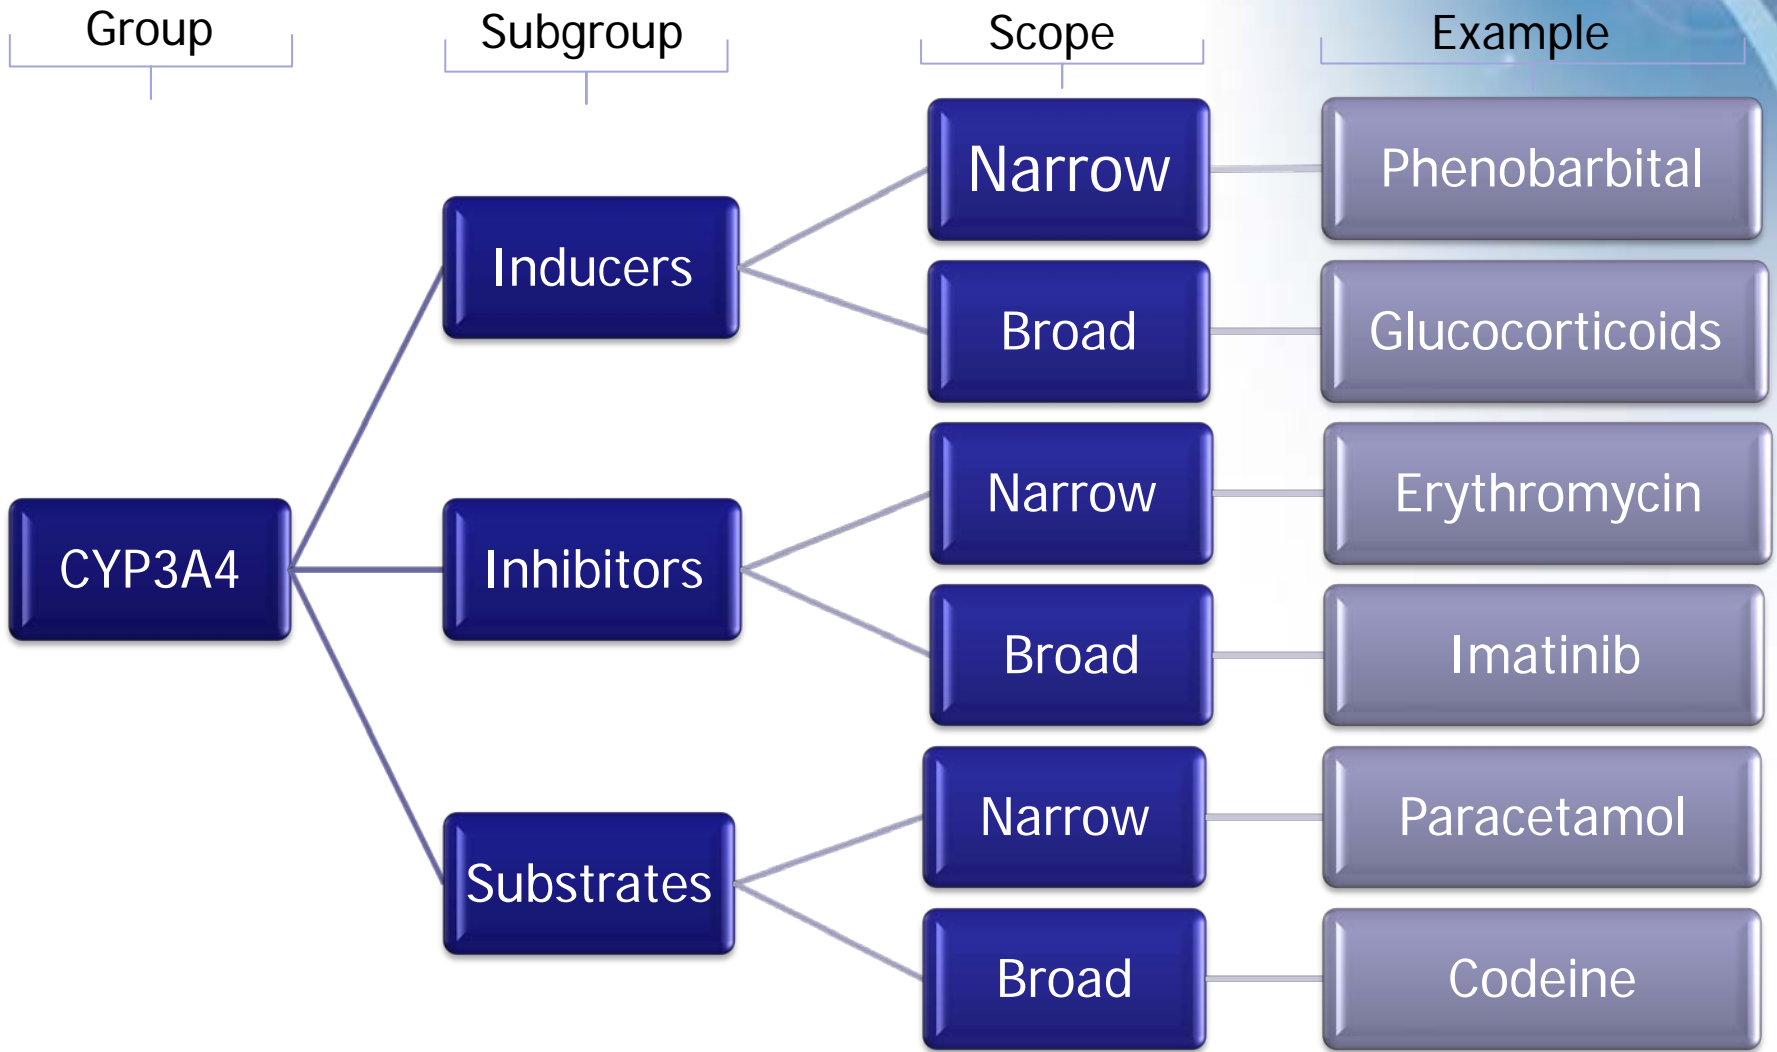 Group
Subgroup
Scope
Example
CYP3A4
Inducers
Narrow
Phenobarbital
Broad
Glucocorticoids
Inhibitors
Narrow
Erythromycin
Broad
Imatinib
Substrates
Narrow
Paracetamol
Broad
Codeine